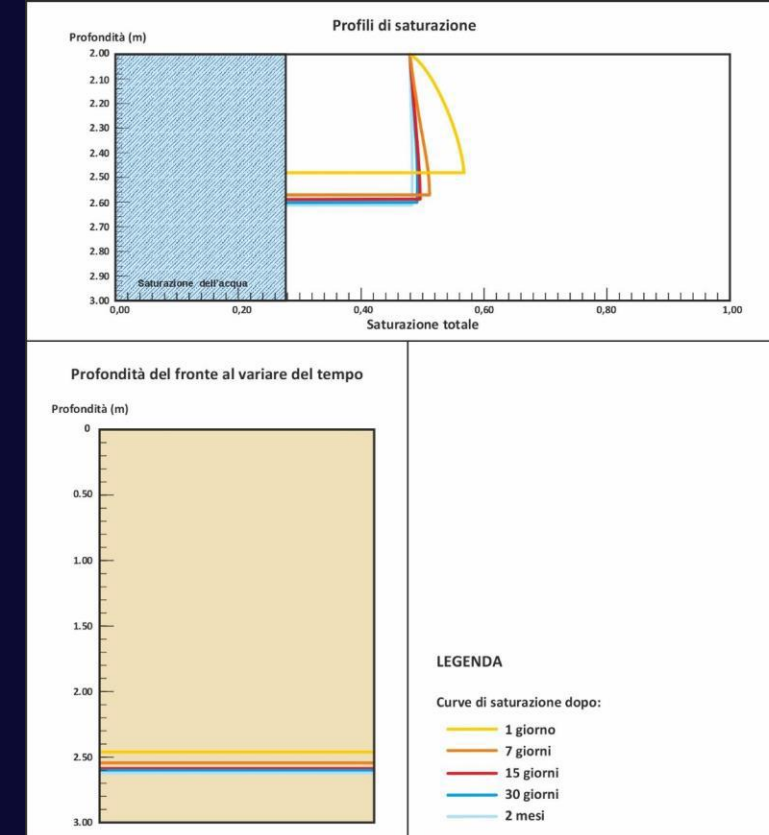 Profili di saturazione
Profondità (m)
2.00
2.10
2.20
2.30
2.40
2.50
2.60
2.70
2.80
2.90
3.00
Saturazione dell'acqua
0,00 0,20 0,40 0,60 0,80 1,00
Saturazione totale
Profondità del fronte al variare del tempo
Profondità (m)
0
0.50
1.00
1.50
2.00
2.50
3.00
LEGENDA
Curve di saturazione dopo:
1 giorno
7 giorni
15 giorni
30 giorni
2 mesi